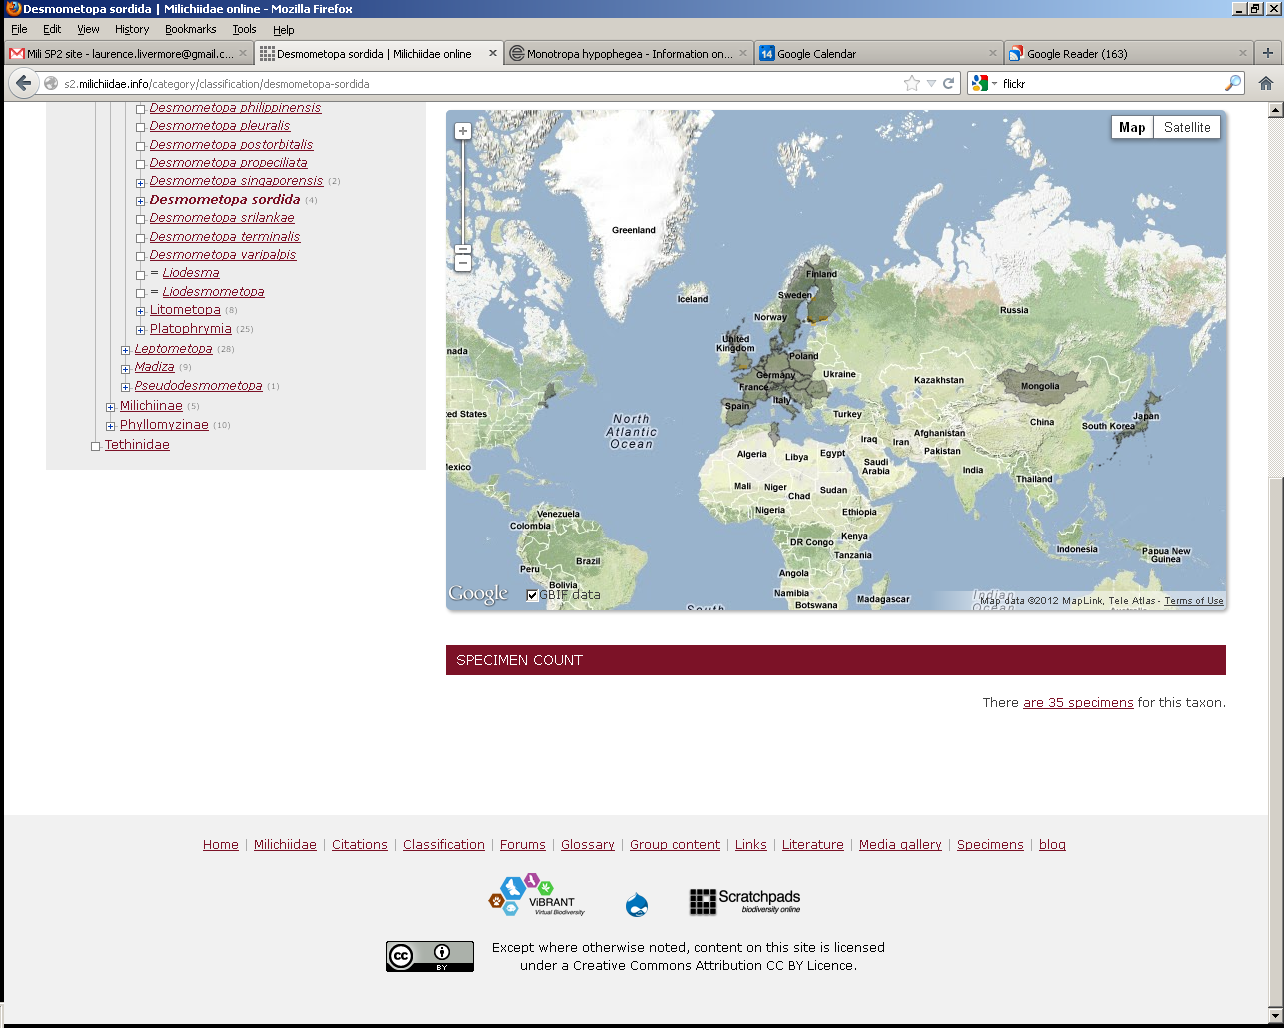 Desmometopa sordida | Milichiidae online - Mozilla Firefox
File Edit View History Bookmarks Tools Help
Mili SP2 site - laurence.livermore@gmail.c...
Desmometopa sordida | Milichiidae online
Monotropa hypophegea - Information on...
14 Google Calendar
Google Reader (163)
s2.milichiidae.info/category/classification/desmometopa-sordida
flickr
Desmometopa philippinensis
Desmometopa pleuralis
Desmometopa postorbitalis
Desmometopa propeciliata
Desmometopa singaporensis (2)
Desmometopa sordida (4)
Desmometopa srilankae
Desmometopa terminalis
Desmometopa varipalpis
= Liodesma
= Liodesmometopa
Litometopa (8)
Platophrymia (25)
Leptometopa (28)
Madiza (9)
Pseudodesmometopa (1)
Milichiinae (5)
Phyllomyzinae (10)
Tethinidae
Map Satellite
Greenland
Iceland
Finland
Sweden
Norway
Russia
United
Kingdom
Poland
Germany
Ukraine
France
Kazakhstan
Mongolia
Italy
Spain
Turkey
Japan
South Korea
China
nada
ed States
North
Atlantic
Ocean
Iraq
Iran
Afghanistan
Pakistan
Algeria
Libya
Egypt
Saudi
Arabia
India
exico
Mali
Niger
Chad
Sudan
Thailand
Nigeria
Ethiopia
Venezuela
Colombia
Kenya
DR Congo
Tanzania
Indonesia
Papua New
Guinea
Brazil
Peru
Bolivia
Angola
Namibia
Botswana
Madagascar
South
Indian
Ocean
Australia
Google
GBIF data
Map data ©2012 MapLink, Tele Atlas - Terms of Use
SPECIMEN COUNT
There are 35 specimens for this taxon.
Home | Milichiidae | Citations | Classification | Forums | Glossary | Group content | Links | Literature | Media gallery | Specimens | blog
ViBRANT
Virtual Biodiversity
Scratchpads
biodiversity online
cc BY
Except where otherwise noted, content on this site is licensed
under a Creative Commons Attribution CC BY Licence.